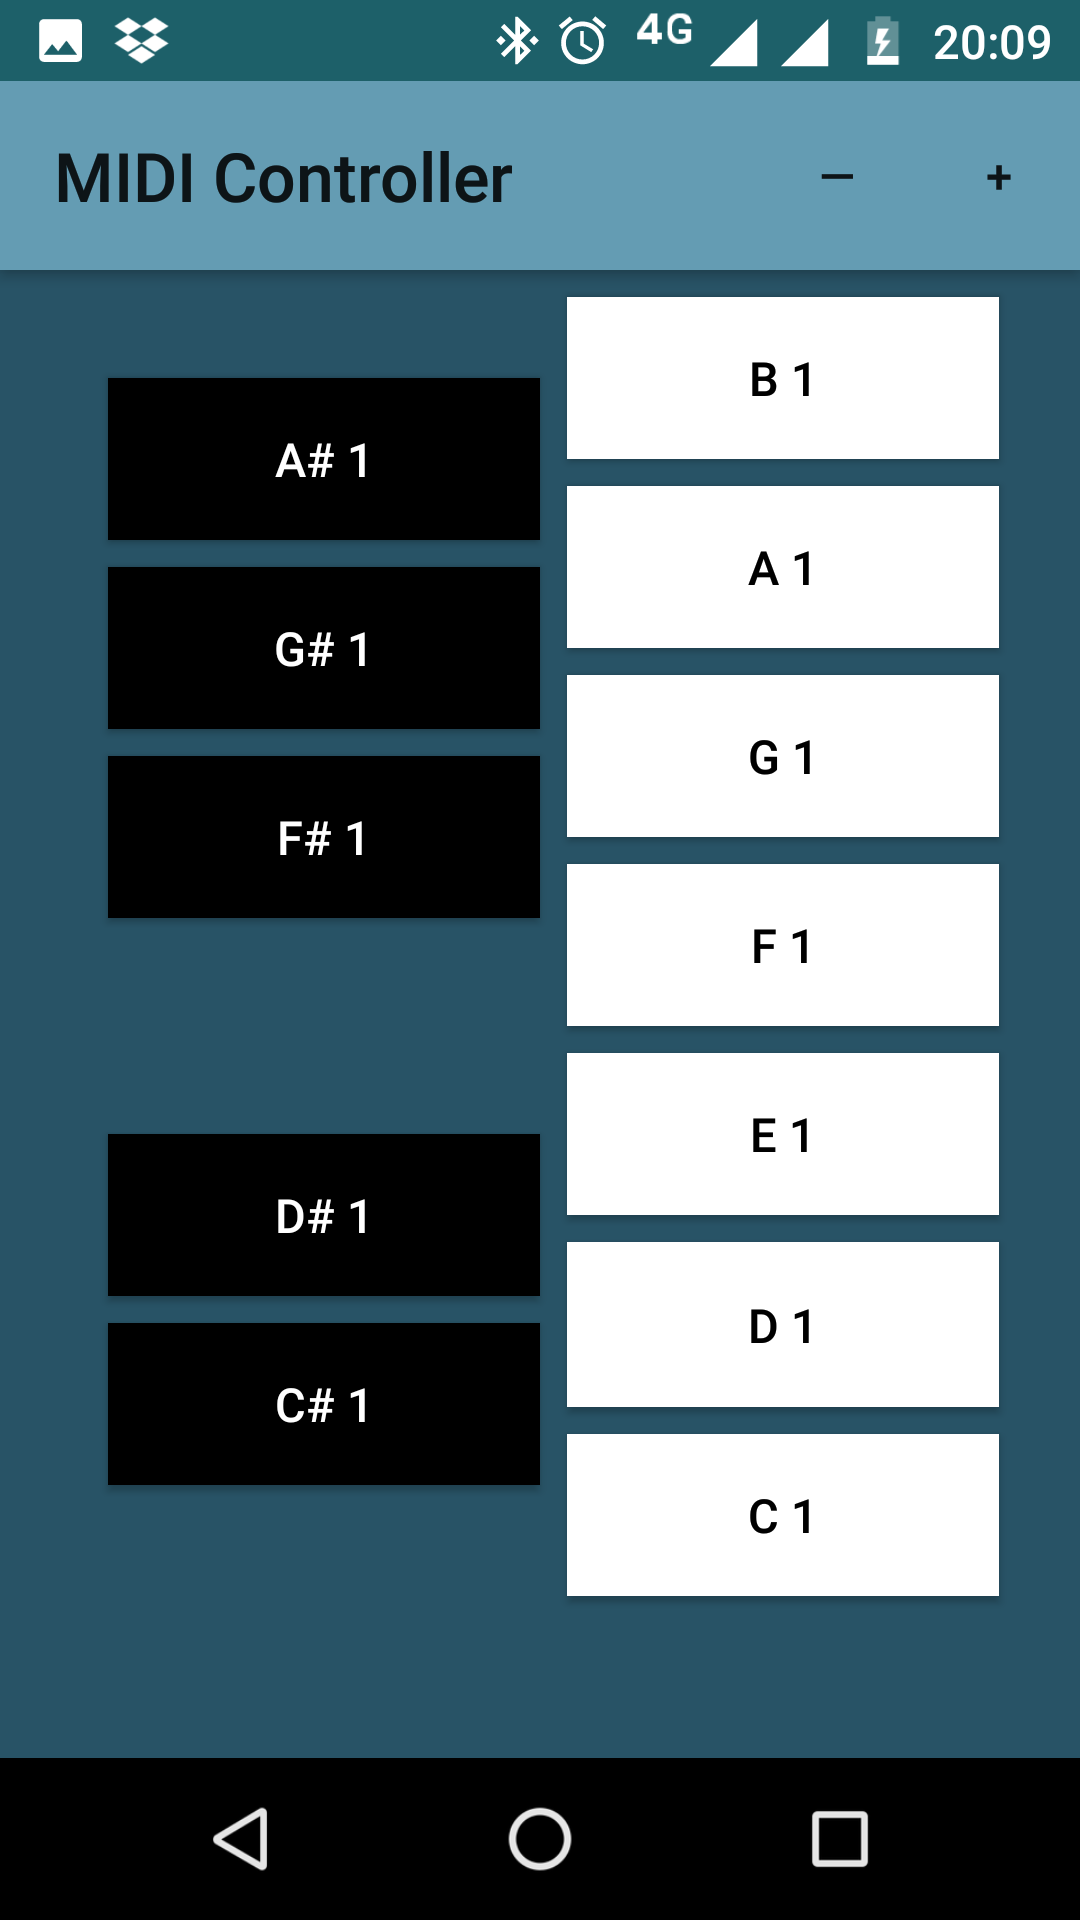 4G 20:09
MIDI Controller — +
B 1
A# 1
A 1
G# 1
G 1
F# 1
F 1
E 1
D# 1
D 1
C# 1
C 1